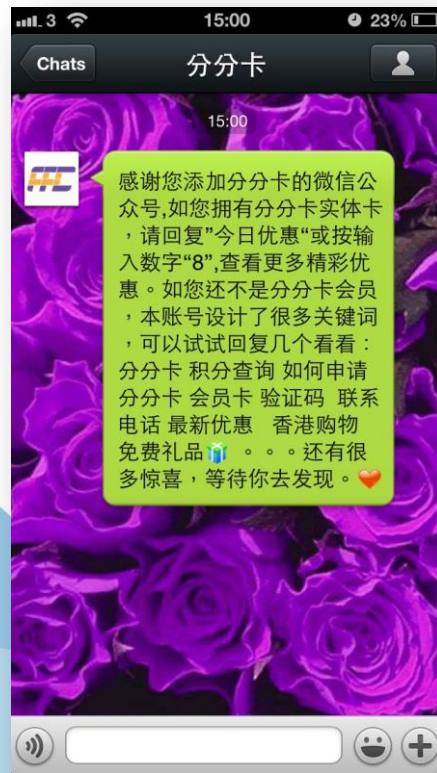 3
15:00
23%
Chats
分分卡
15:00
FFC
感谢您添加分分卡的微信公
众号,如您拥有分分卡实体卡
，请回复”今日优惠“或按输
入数字“8”,查看更多精彩优
惠。如您还不是分分卡会员
，本账号设计了很多关键词
，可以试试回复几个看看：
分分卡 积分查询 如何申请
分分卡 会员卡 验证码 联系
电话 最新优惠 香港购物
免费礼品🎁 。。。还有很
多惊喜，等待你去发现。❤️